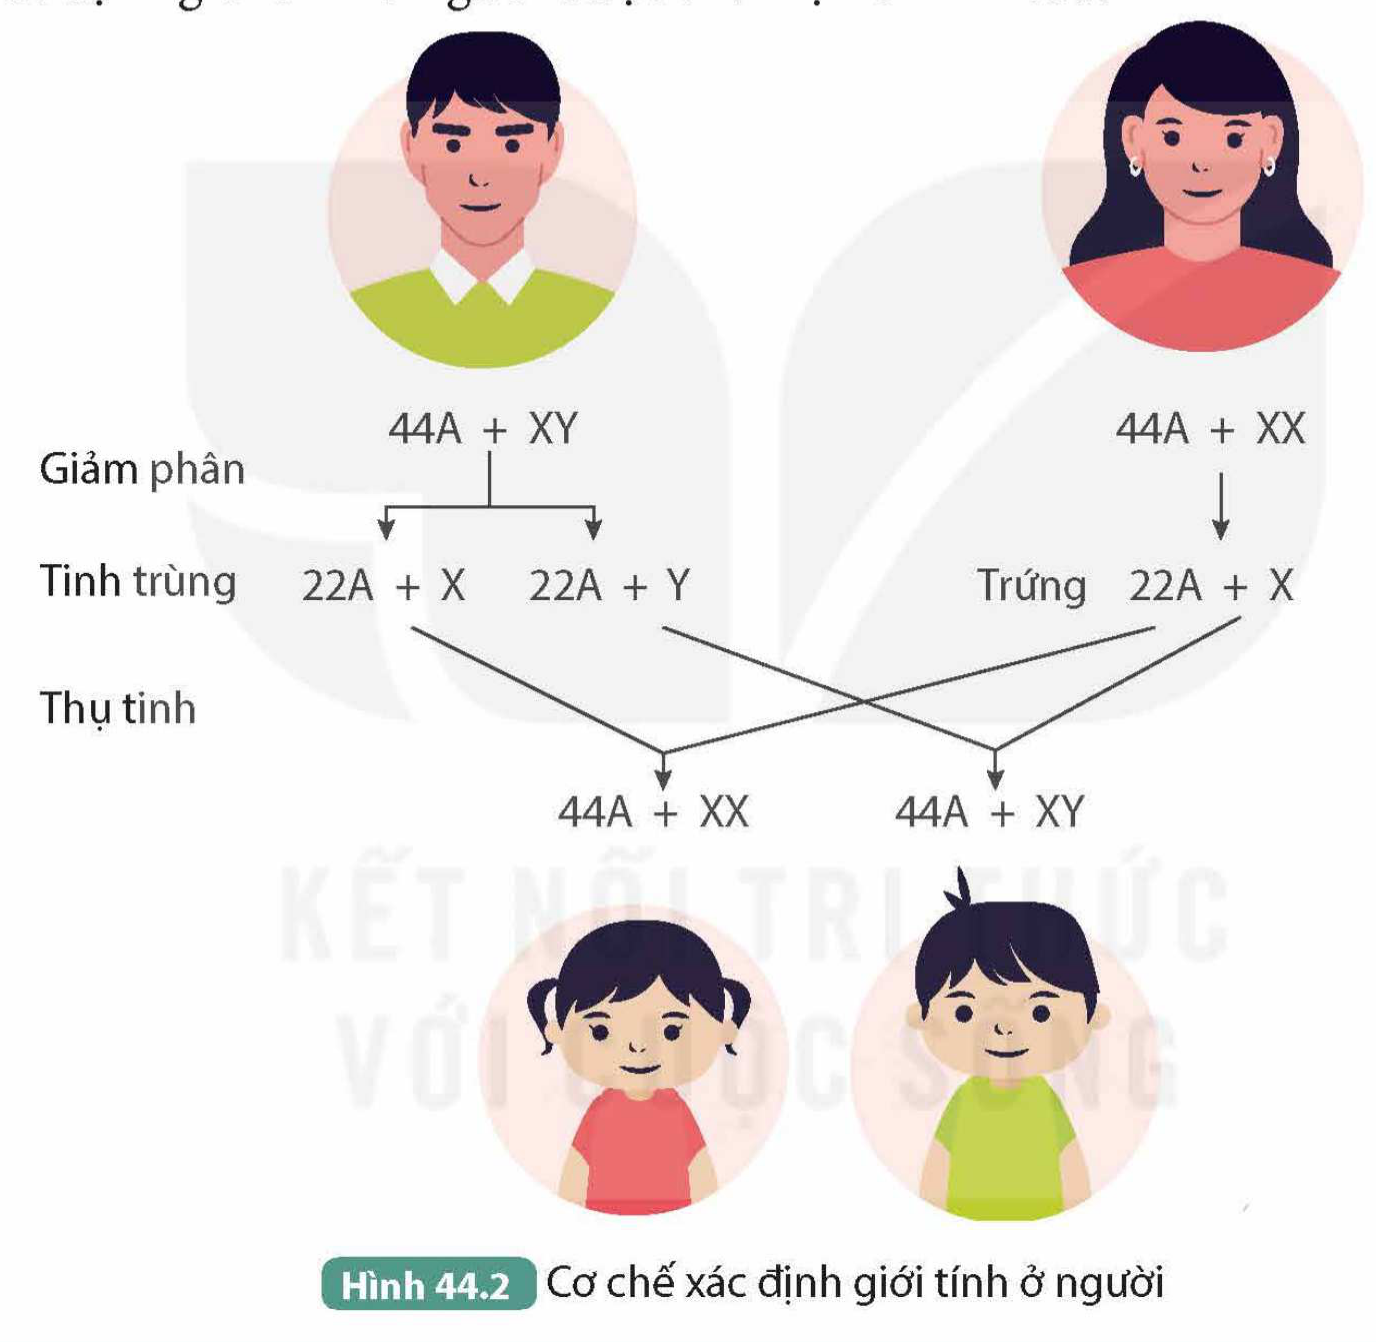 44A + XY 44A + XX
Giảm phân
Tinh trùng 22A + X 22A + Y Trứng 22A + X
Thụ tinh
44A + XX 44A + XY
KẾT NỐI TRI THỨC
VỚI CUỘC SỐNG
Hình 44.2 Cơ chế xác định giới tính ở người